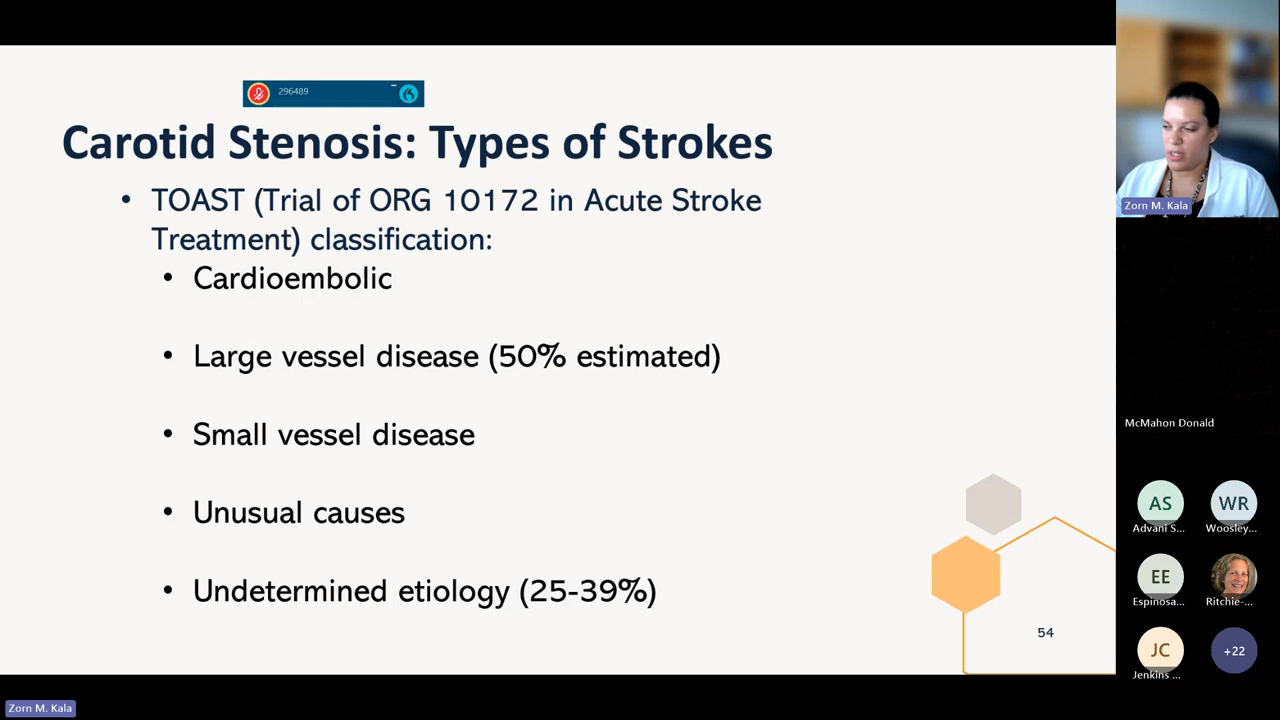 296489
Carotid Stenosis: Types of Strokes
• TOAST (Trial of ORG 10172 in Acute Stroke
Treatment) classification:
• Cardioembolic
• Large vessel disease (50% estimated)
• Small vessel disease
• Unusual causes
• Undetermined etiology (25-39%)
54
Zorn M. Kala
McMahon Donald
AS
WR
Advani S...
Woosley...
EE
Espinosa...
Ritchie-...
JC
+22
Jenkins ...
Zorn M. Kala